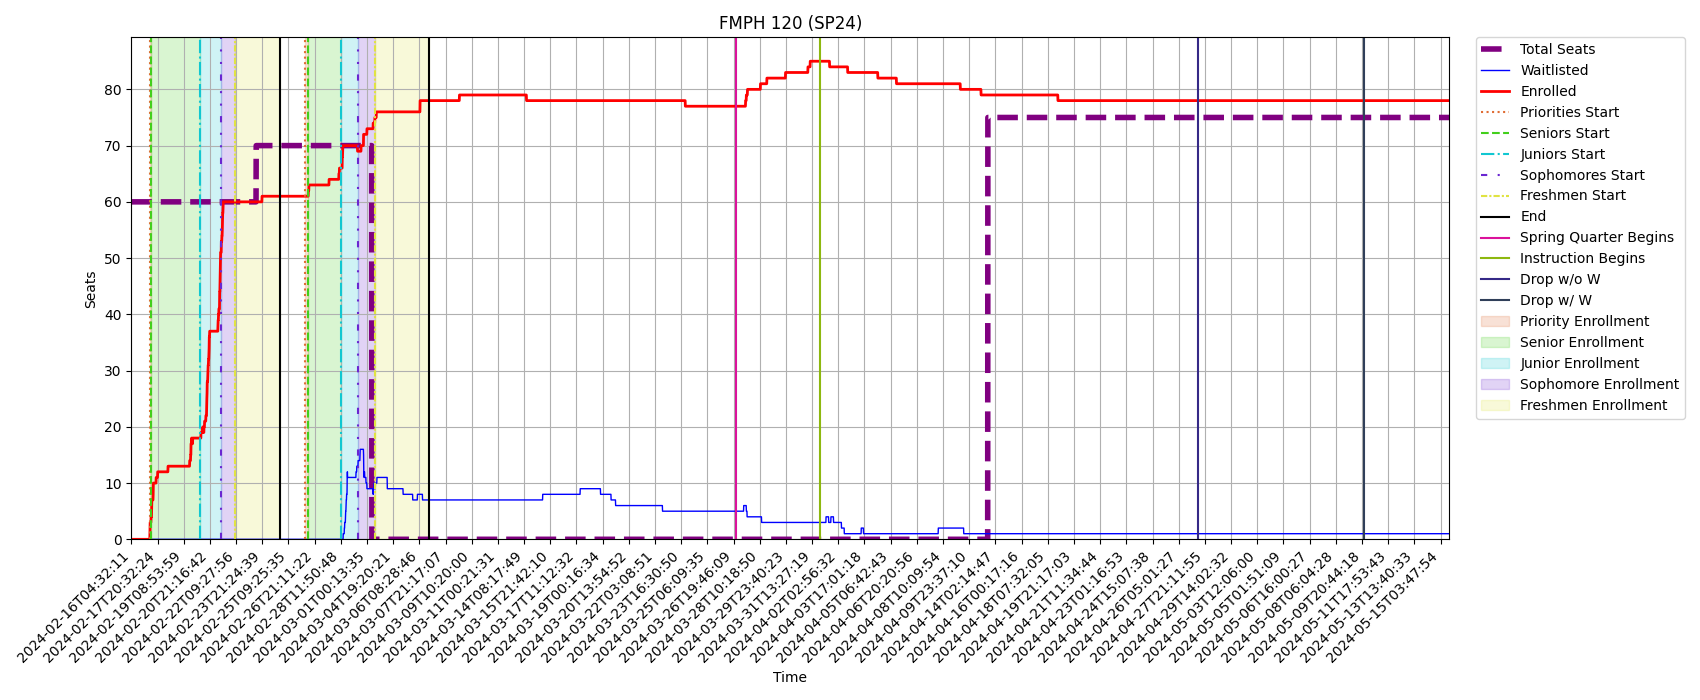 FMPH 120 (SP24)
Seats
80
70
60
50
40
30
20
10
0
2024-02-16T04:32:11
2024-02-17T20:32:24
2024-02-19T08:53:59
2024-02-20T21:16:42
2024-02-22T09:27:56
2024-02-23T21:24:39
2024-02-25T09:25:35
2024-02-26T21:11:22
2024-02-28T11:50:48
2024-03-01T00:13:35
2024-03-04T19:20:21
2024-03-06T08:28:46
2024-03-07T21:17:07
2024-03-09T10:20:00
2024-03-11T00:21:31
2024-03-14T08:17:49
2024-03-15T21:42:10
2024-03-17T11:12:32
2024-03-19T00:16:34
2024-03-20T13:54:52
2024-03-22T03:08:51
2024-03-23T16:30:50
2024-03-25T06:09:35
2024-03-26T19:46:09
2024-03-28T10:18:50
2024-03-29T23:40:23
2024-03-31T13:27:19
2024-04-02T02:56:32
2024-04-03T17:01:18
2024-04-05T06:42:43
2024-04-06T20:20:56
2024-04-08T10:09:54
2024-04-09T23:37:10
2024-04-14T02:14:47
2024-04-16T00:17:16
2024-04-18T07:32:05
2024-04-19T21:17:03
2024-04-21T11:34:44
2024-04-23T01:16:53
2024-04-24T15:07:38
2024-04-26T05:01:27
2024-04-27T21:11:55
2024-04-29T14:02:32
2024-05-03T12:06:00
2024-05-05T01:51:09
2024-05-06T16:00:27
2024-05-08T06:04:28
2024-05-09T20:44:18
2024-05-11T17:53:43
2024-05-13T13:40:33
2024-05-15T03:47:54
Time
Total Seats
Waitlisted
Enrolled
Priorities Start
Seniors Start
Juniors Start
Sophomores Start
Freshmen Start
End
Spring Quarter Begins
Instruction Begins
Drop w/o W
Drop w/ W
Priority Enrollment
Senior Enrollment
Junior Enrollment
Sophomore Enrollment
Freshmen Enrollment